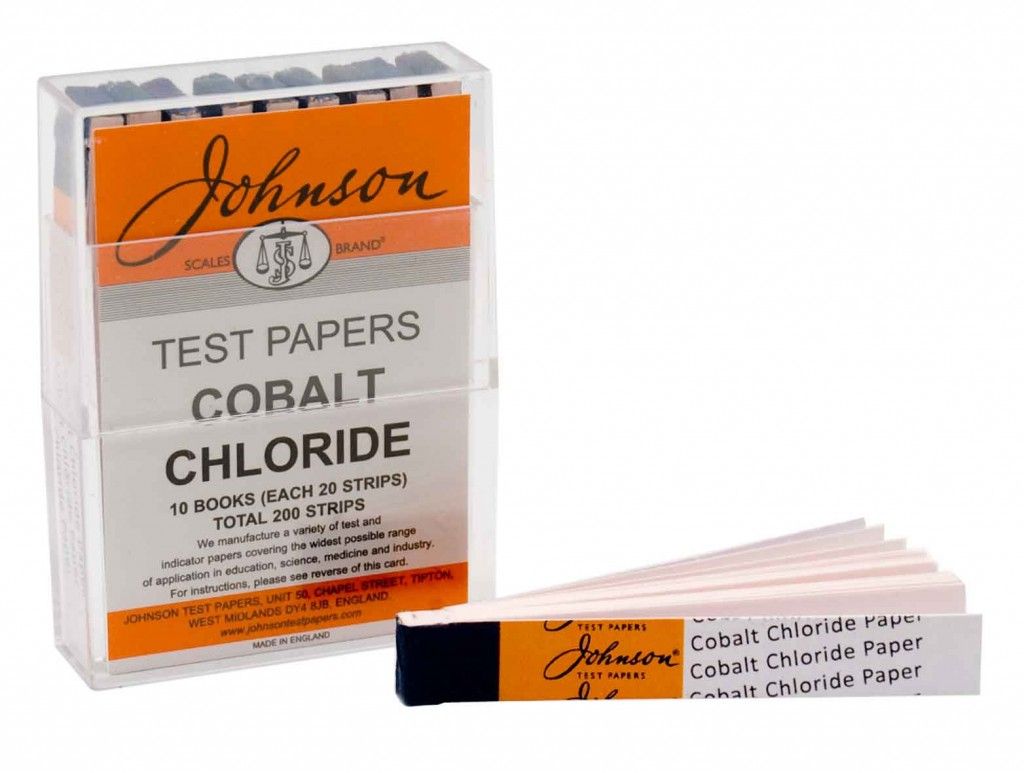 Johnson
SCALES BRAND®
TEST PAPERS
COBALT
CHLORIDE
10 BOOKS (EACH 20 STRIPS)
TOTAL 200 STRIPS
We manufacture a variety of test and
indicator papers covering the widest possible range
of application in education, science, medicine and industry.
For instructions, please see reverse of this card.
JOHNSON TEST PAPERS, UNIT 50, CHAPEL STREET, TIPTON,
WEST MIDLANDS DY4 8JB, ENGLAND
www.johnsontestpapers.com
MADE IN ENGLAND
TEST PAPERS
Johnson®
TEST PAPERS
Cobalt Chloride Paper
Cobalt Chloride Paper
Cobalt Chloride Paper